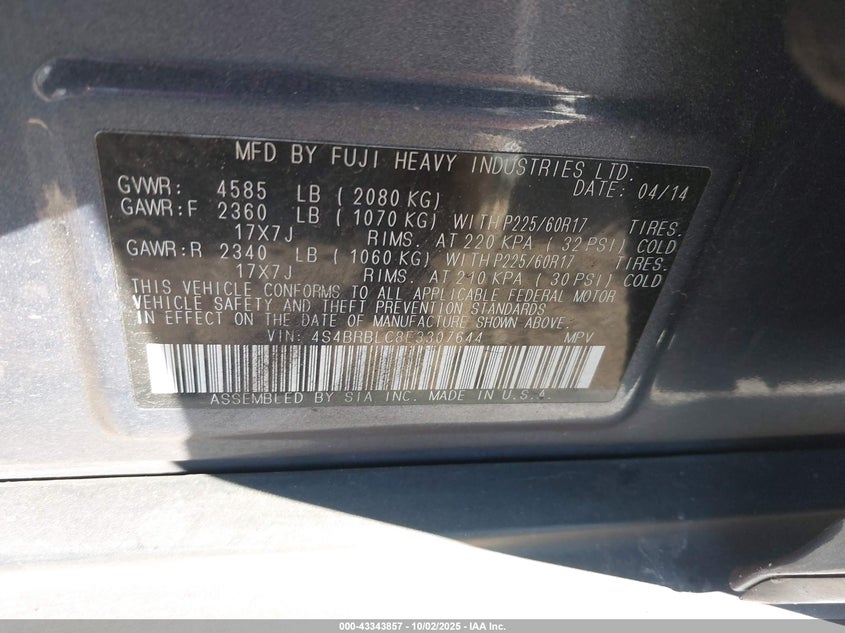 MFD BY FUJI HEAVY INDUSTRIES LTD.
GVWR: 4585 LB ( 2080 KG) DATE: 04/14
GAWR:F 2360 LB ( 1070 KG) WITH P225/60R17 TIRES.
17X7J RIMS. AT 220 KPA ( 32 PSI) COLD
GAWR:R 2340 LB ( 1060 KG) WITH P225/60R17 TIRES.
17X7J RIMS. AT 210 KPA ( 30 PSI) COLD
THIS VEHICLE CONFORMS TO ALL APPLICABLE FEDERAL MOTOR
VEHICLE SAFETY AND THEFT PREVENTION STANDARDS
IN EFFECT ON THE DATE OF MANUFACTURE SHOWN ABOVE.
VIN: 4S4BRBLC8E3307644 MPV
ASSEMBLED BY SIA INC. MADE IN U.S.A.
000-43343857 - 10/02/2025 - IAA Inc.